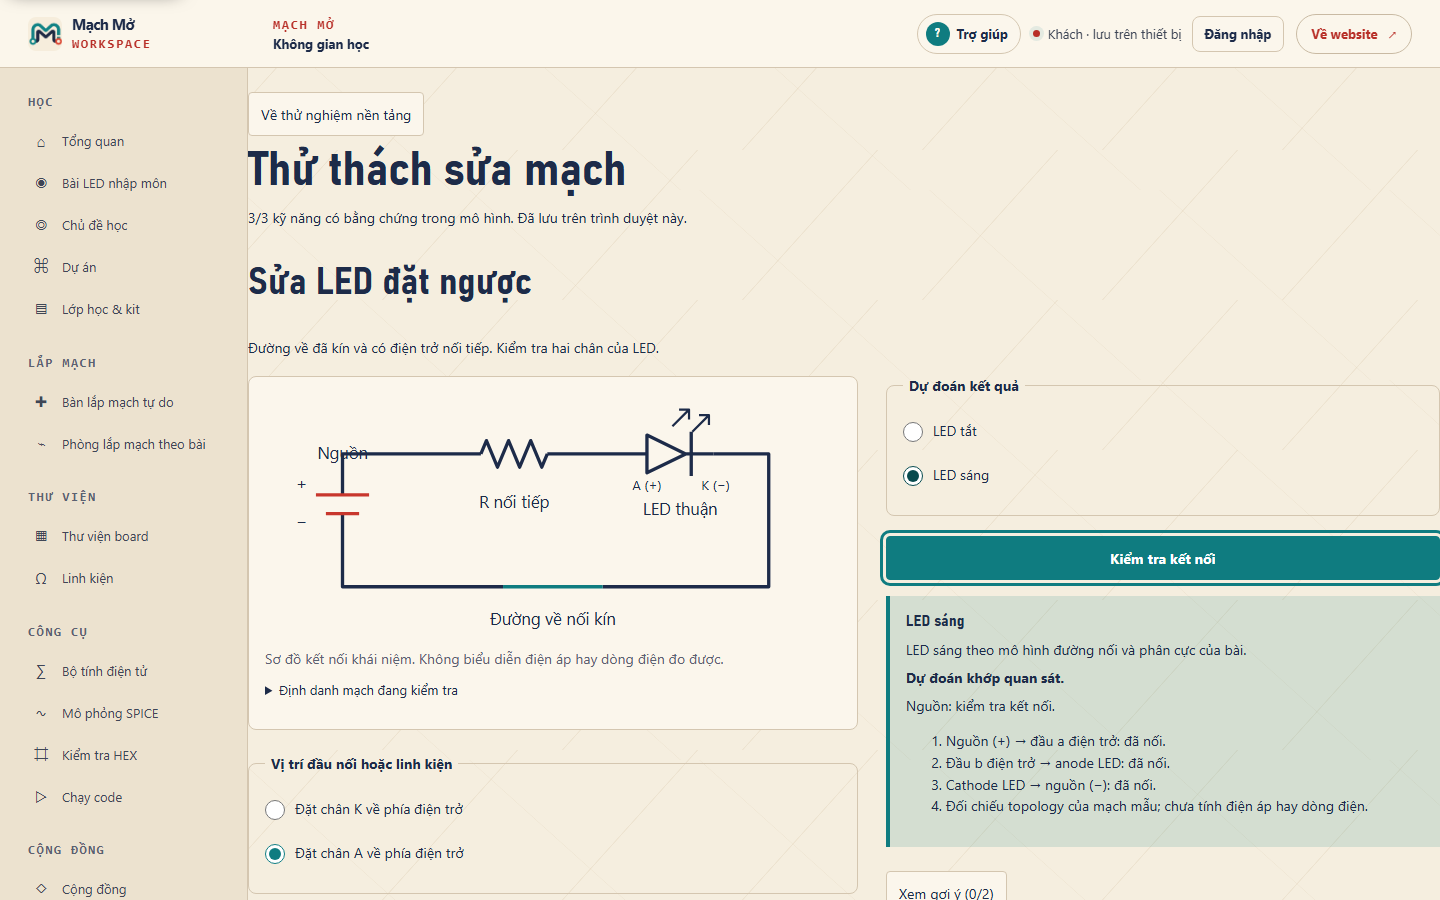 Mạch Mở
WORKSPACE
MẠCH MỞ
Không gian học
? Trợ giúp
Khách · lưu trên thiết bị
Đăng nhập
Về website ↗
HỌC
Tổng quan
Bài LED nhập môn
Chủ đề học
Dự án
Lớp học & kit
LẮP MẠCH
Bàn lắp mạch tự do
Phòng lắp mạch theo bài
THƯ VIỆN
Thư viện board
Linh kiện
CÔNG CỤ
Bộ tính điện tử
Mô phỏng SPICE
Kiểm tra HEX
Chạy code
CỘNG ĐỒNG
Cộng đồng
Về thử nghiệm nền tảng
Thử thách sửa mạch
3/3 kỹ năng có bằng chứng trong mô hình. Đã lưu trên trình duyệt này.
Sửa LED đặt ngược
Đường về đã kín và có điện trở nối tiếp. Kiểm tra hai chân của LED.
Nguồn
+
−
R nối tiếp
A (+)
K (−)
LED thuận
Đường về nối kín
Sơ đồ kết nối khái niệm. Không biểu diễn điện áp hay dòng điện đo được.
Định danh mạch đang kiểm tra
Vị trí đầu nối hoặc linh kiện
Đặt chân K về phía điện trở
Đặt chân A về phía điện trở
Dự đoán kết quả
LED tắt
LED sáng
Kiểm tra kết nối
LED sáng
LED sáng theo mô hình đường nối và phân cực của bài.
Dự đoán khớp quan sát.
Nguồn: kiểm tra kết nối.
1. Nguồn (+) → đầu a điện trở: đã nối.
2. Đầu b điện trở → anode LED: đã nối.
3. Cathode LED → nguồn (−): đã nối.
4. Đối chiếu topology của mạch mẫu; chưa tính điện áp hay dòng điện.
Xem gợi ý (0/2)